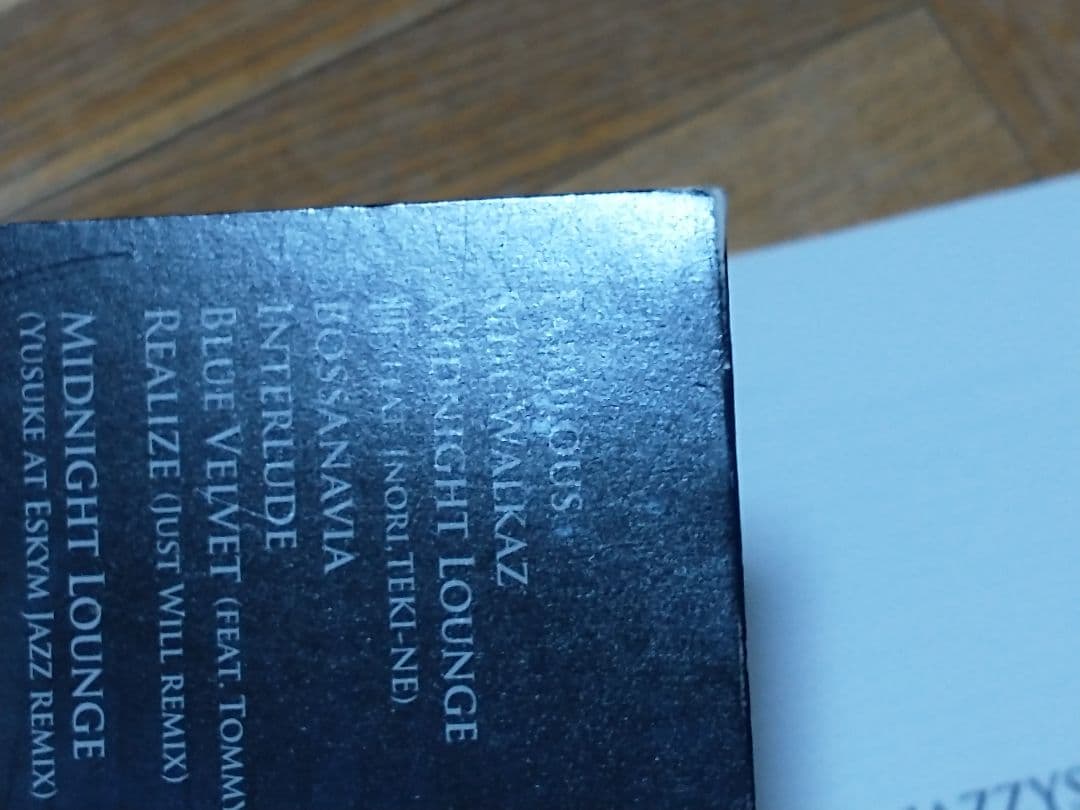 MIDNIGHT LOUNGE
INORI, TEKI-NE)
BOSSANAVIA
INTERLUDE
BLUE VELVET (FEAT. TOMMY
REALIZE (JUST WILL REMIX)
MIDNIGHT LOUNGE
(YUSUKE AT ESKYM JAZZ REMIX)